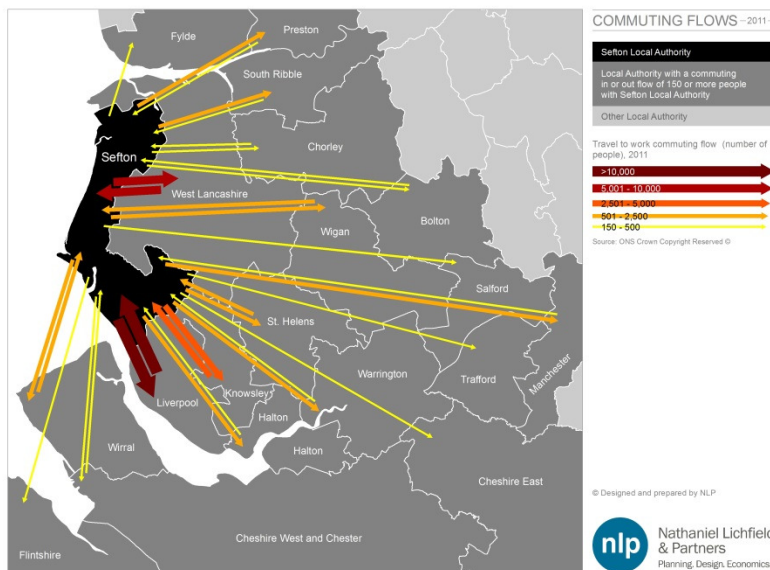 COMMUTING FLOWS -- 2011 --
Sefton Local Authority
Local Authority with a commuting
in or out flow of 150 or more people
with Sefton Local Authority
Other Local Authority
Travel to work commuting flow (number of
people), 2011
>10,000
5,001 - 10,000
2,501 - 5,000
501 - 2,500
150 - 500
Source: ONS Crown Copyright Reserved ©
Fylde
Preston
South Ribble
Chorley
Sefton
West Lancashire
Bolton
Wigan
Salford
St. Helens
Manchester
Warrington
Trafford
Liverpool
Knowsley
Halton
Wirral
Halton
Cheshire East
Cheshire West and Chester
Flintshire
© Designed and prepared by NLP
nlp
Nathaniel Lichfield
& Partners
Planning. Design. Economics.